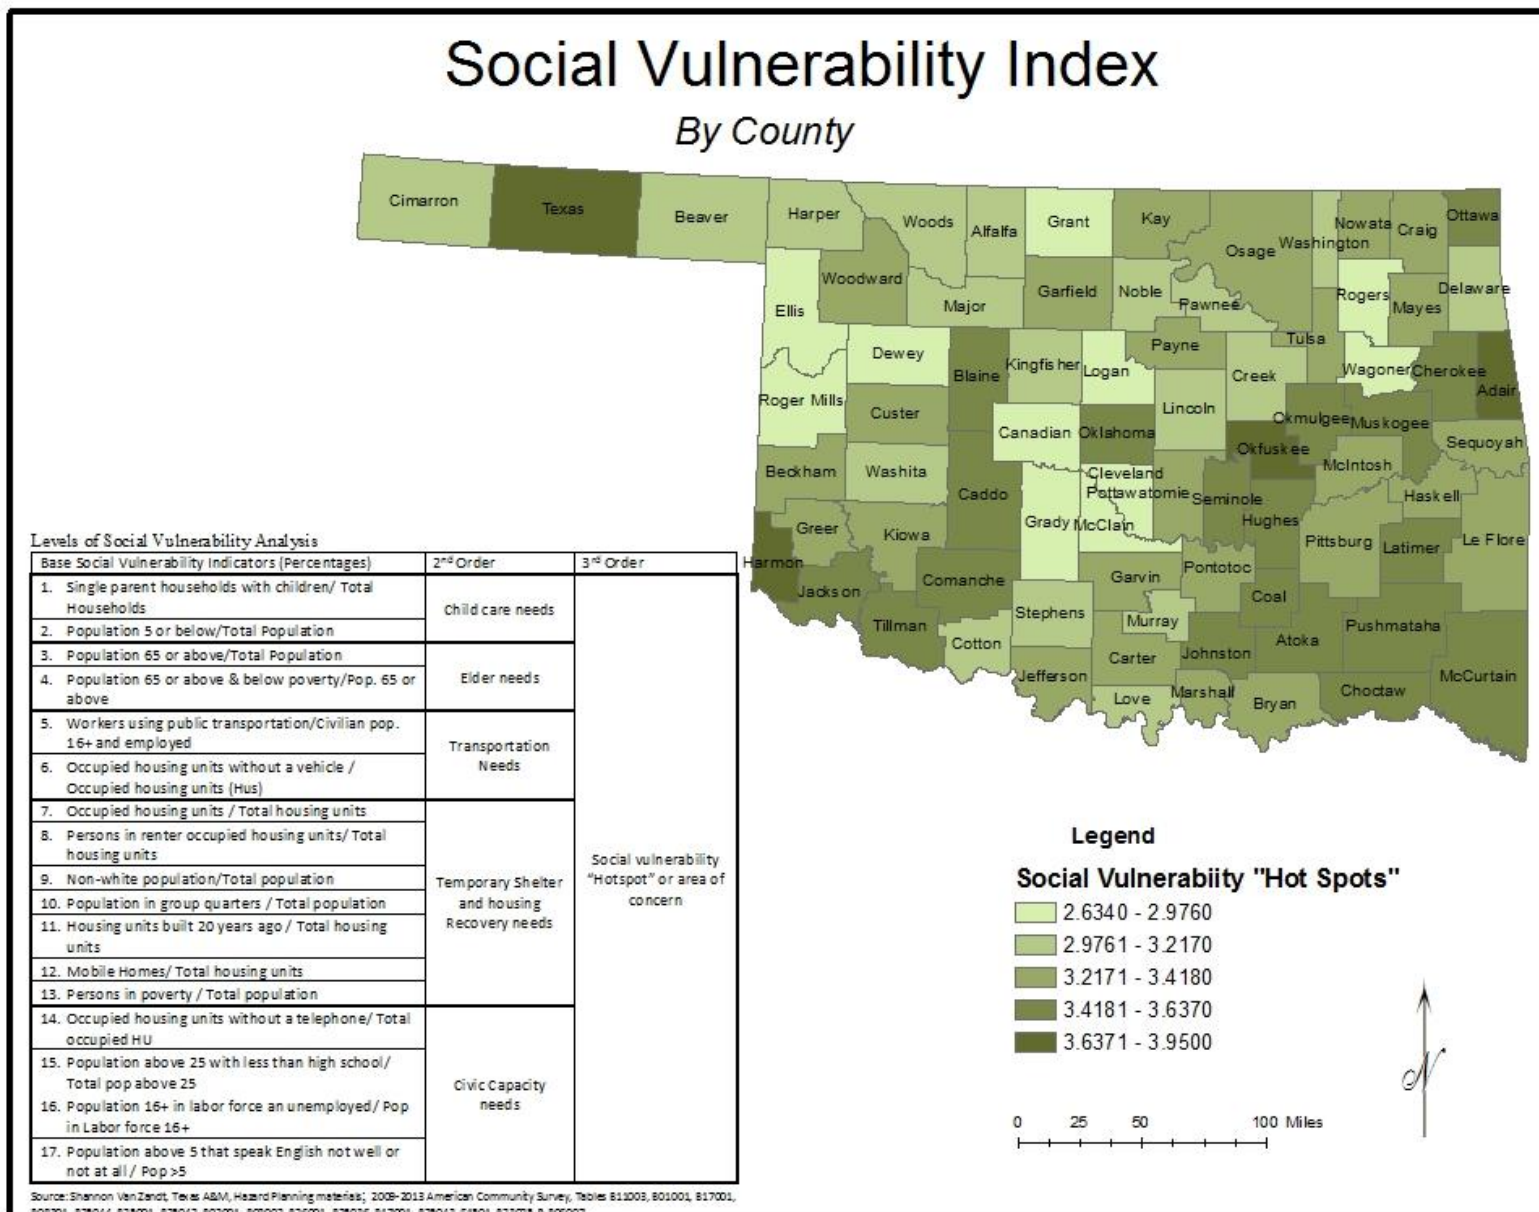 Social Vulnerability Index
By County
Cimarron
Texas
Beaver
Harper
Woods
Alfalfa
Grant
Kay
Osage
Washington
Nowata
Craig
Ottawa
Ellis
Woodward
Major
Garfield
Noble
Pawnee
Rogers
Mayes
Delaware
Dewey
Blaine
Kingfisher
Logan
Payne
Tulsa
Creek
Wagoner
Cherokee
Adair
Roger Mills
Custer
Canadian
Oklahoma
Lincoln
Okmulgee
Muskogee
Okfuskee
Sequoyah
Beckham
Washita
Caddo
Cleveland
Pottawatomie
Seminole
McIntosh
Haskell
Grady
McClain
Hughes
Pittsburg
Latimer
Le Flore
Harmon
Greer
Kiowa
Jackson
Comanche
Garvin
Pontotoc
Coal
Tillman
Stephens
Murray
Atoka
Pushmataha
Cotton
Carter
Johnston
McCurtain
Jefferson
Love
Marshall
Bryan
Choctaw
Levels of Social Vulnerability Analysis
Base Social Vulnerability Indicators (Percentages) 2nd Order 3rd Order
1. Single parent households with children/ Total
Households
2. Population 5 or below/Total Population
Child care needs
3. Population 65 or above/Total Population
4. Population 65 or above & below poverty/Pop. 65 or
above
Elder needs
5. Workers using public transportation/Civilian pop.
16+ and employed
6. Occupied housing units without a vehicle /
Occupied housing units (Hus)
Transportation
Needs
7. Occupied housing units / Total housing units
8. Persons in renter occupied housing units/ Total
housing units
9. Non-white population/Total population
10. Population in group quarters / Total population
11. Housing units built 20 years ago / Total housing
units
12. Mobile Homes/ Total housing units
13. Persons in poverty / Total population
Temporary Shelter
and housing
Recovery needs
14. Occupied housing units without a telephone/ Total
occupied HU
15. Population above 25 with less than high school/
Total pop above 25
16. Population 16+ in labor force an unemployed/ Pop
in Labor force 16+
17. Population above 5 that speak English not well or
not at all / Pop >5
Civic Capacity
needs
Social vulnerability
"Hotspot" or area of
concern
Source: Shannon Van Zandt, Texas A&M, Hazard Planning materials; 2009-2013 American Community Survey, Tables B11003, B01001, B17001,
Legend
Social Vulnerabiity "Hot Spots"
2.6340 - 2.9760
2.9761 - 3.2170
3.2171 - 3.4180
3.4181 - 3.6370
3.6371 - 3.9500
0 25 50 100 Miles
N